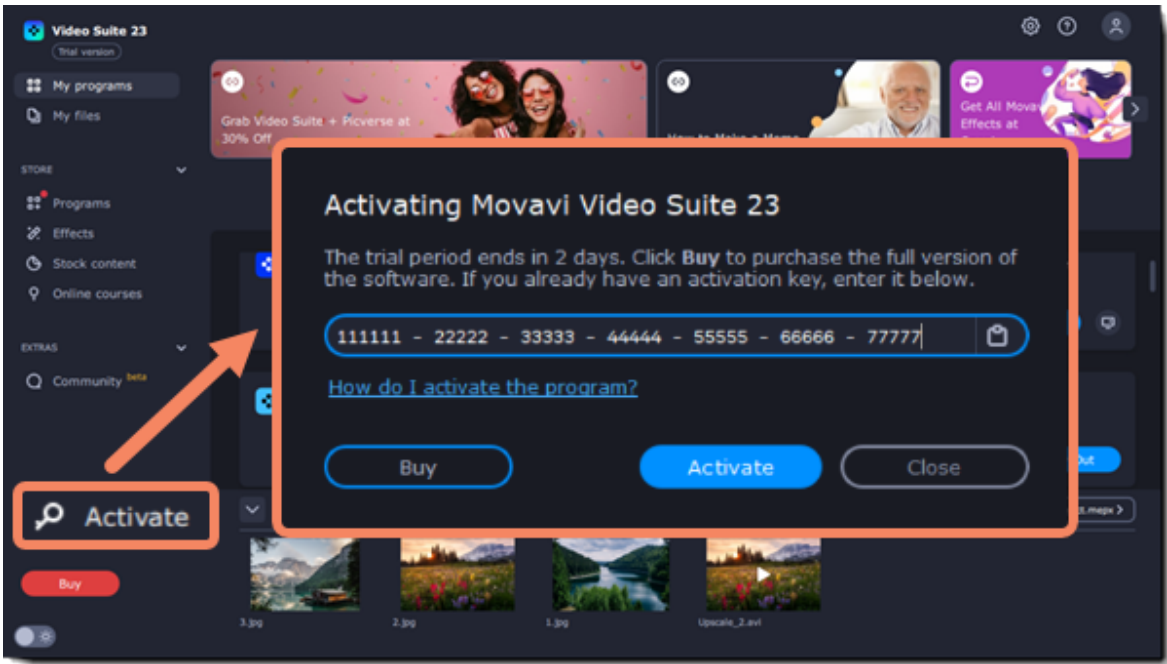 Video Suite 23
Trial version
My programs
My files
STORE
Programs
Effects
Stock content
Online courses
EXTRAS
Community beta
Activate
Buy
Grab Video Suite + Picverse at
30% Off
How to Make a Meme
Get All Movavi
Effects at
Activating Movavi Video Suite 23
The trial period ends in 2 days. Click Buy to purchase the full version of
the software. If you already have an activation key, enter it below.
111111 - 22222 - 33333 - 44444 - 55555 - 66666 - 77777
How do I activate the program?
Buy
Activate
Close
3.jpg
2.jpg
1.jpg
Upscale_2.avi